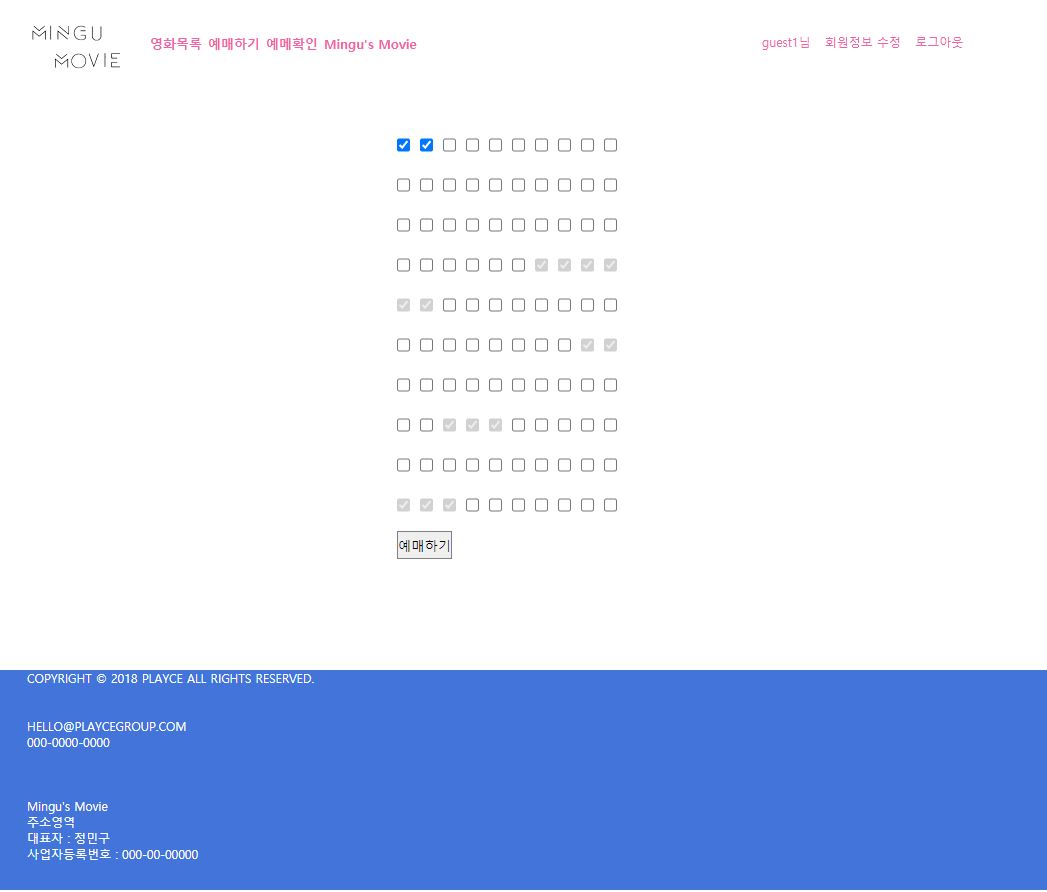 MINGU
MOVIE
영화목록 예매하기 예메확인 Mingu's Movie
guest1님 회원정보 수정 로그아웃
예매하기
COPYRIGHT © 2018 PLAYCE ALL RIGHTS RESERVED.
HELLO@PLAYCEGROUP.COM
000-0000-0000
Mingu's Movie
주소영역
대표자 : 정민구
사업자등록번호 : 000-00-00000